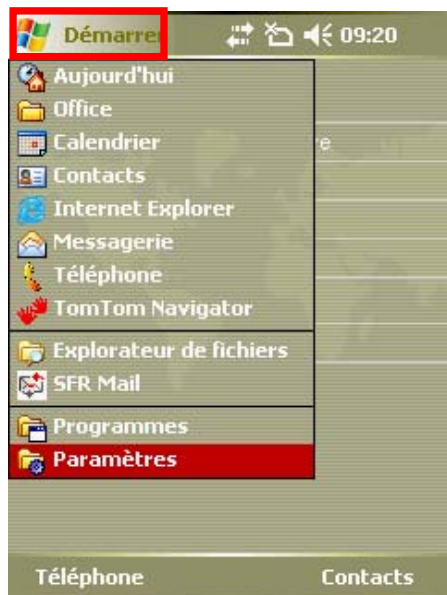 Démarrer 09:20
Aujourd'hui
Office
Calendrier
Contacts
Internet Explorer
Messagerie
Téléphone
TomTom Navigator
Explorateur de fichiers
SFR Mail
Programmes
Paramètres
Téléphone Contacts